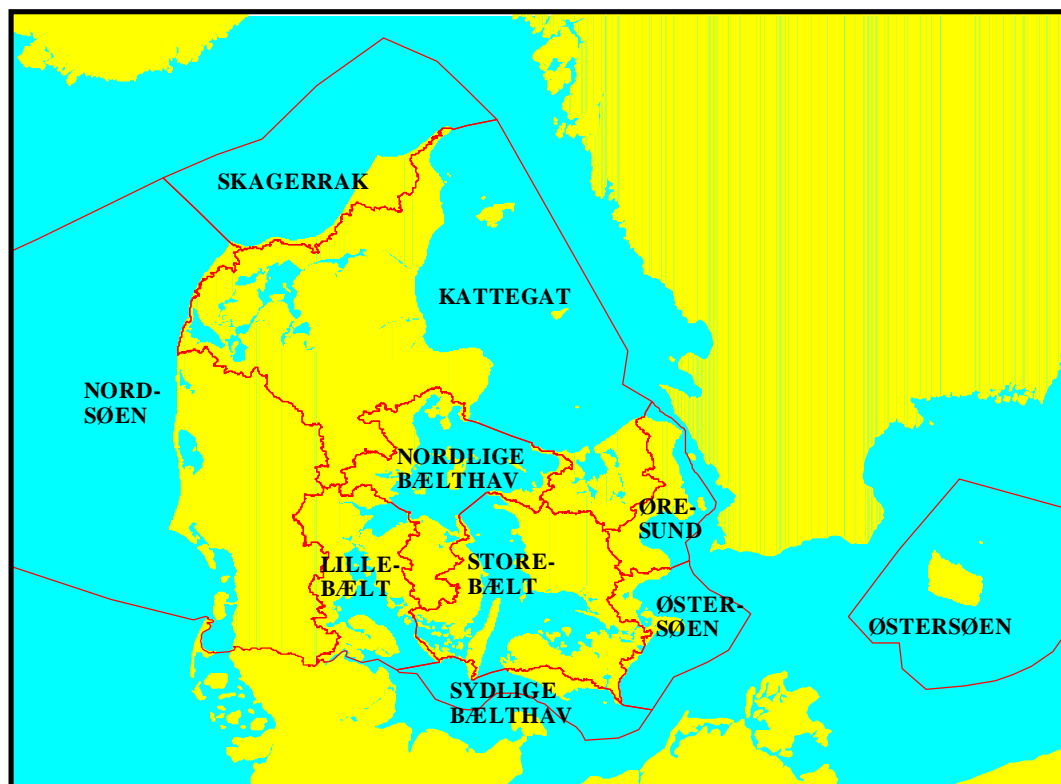 SKAGERRAK
KATTEGAT
NORD-
SØEN
NORDLIGE
BÆLTHAV
ØRE-
SUND
LILLE-
BÆLT
STORE-
BÆLT
ØSTER-
SØEN
ØSTERSØEN
SYDLIGE
BÆLTHAV